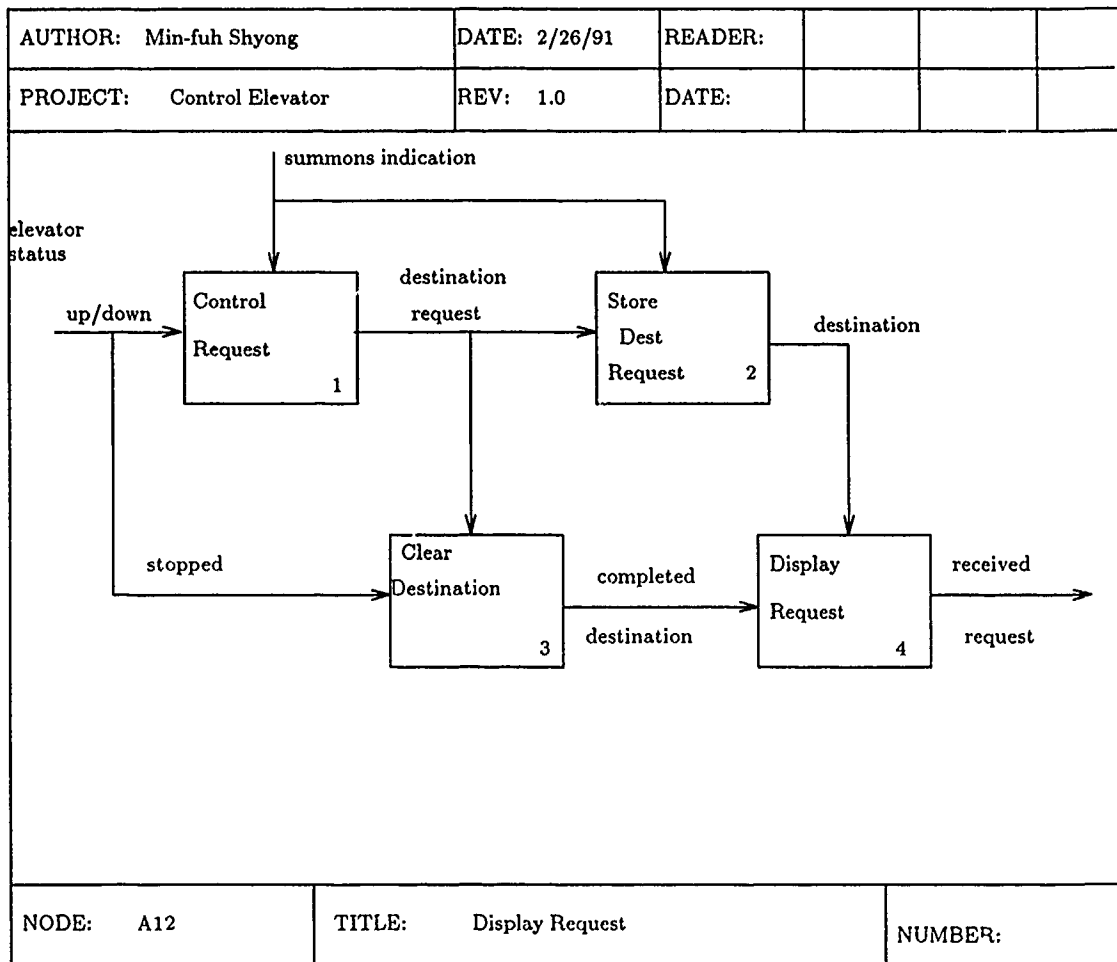 AUTHOR: Min-fuh Shyong
DATE: 2/26/91
READER:
PROJECT: Control Elevator
REV: 1.0
DATE:
summons indication
elevator
status
up/down
Control
Request
1
destination
request
Store
Dest
Request 2
destination
stopped
Clear
Destination
3
completed
destination
Display
Request
4
received
request
NODE: A12
TITLE: Display Request
NUMBER: